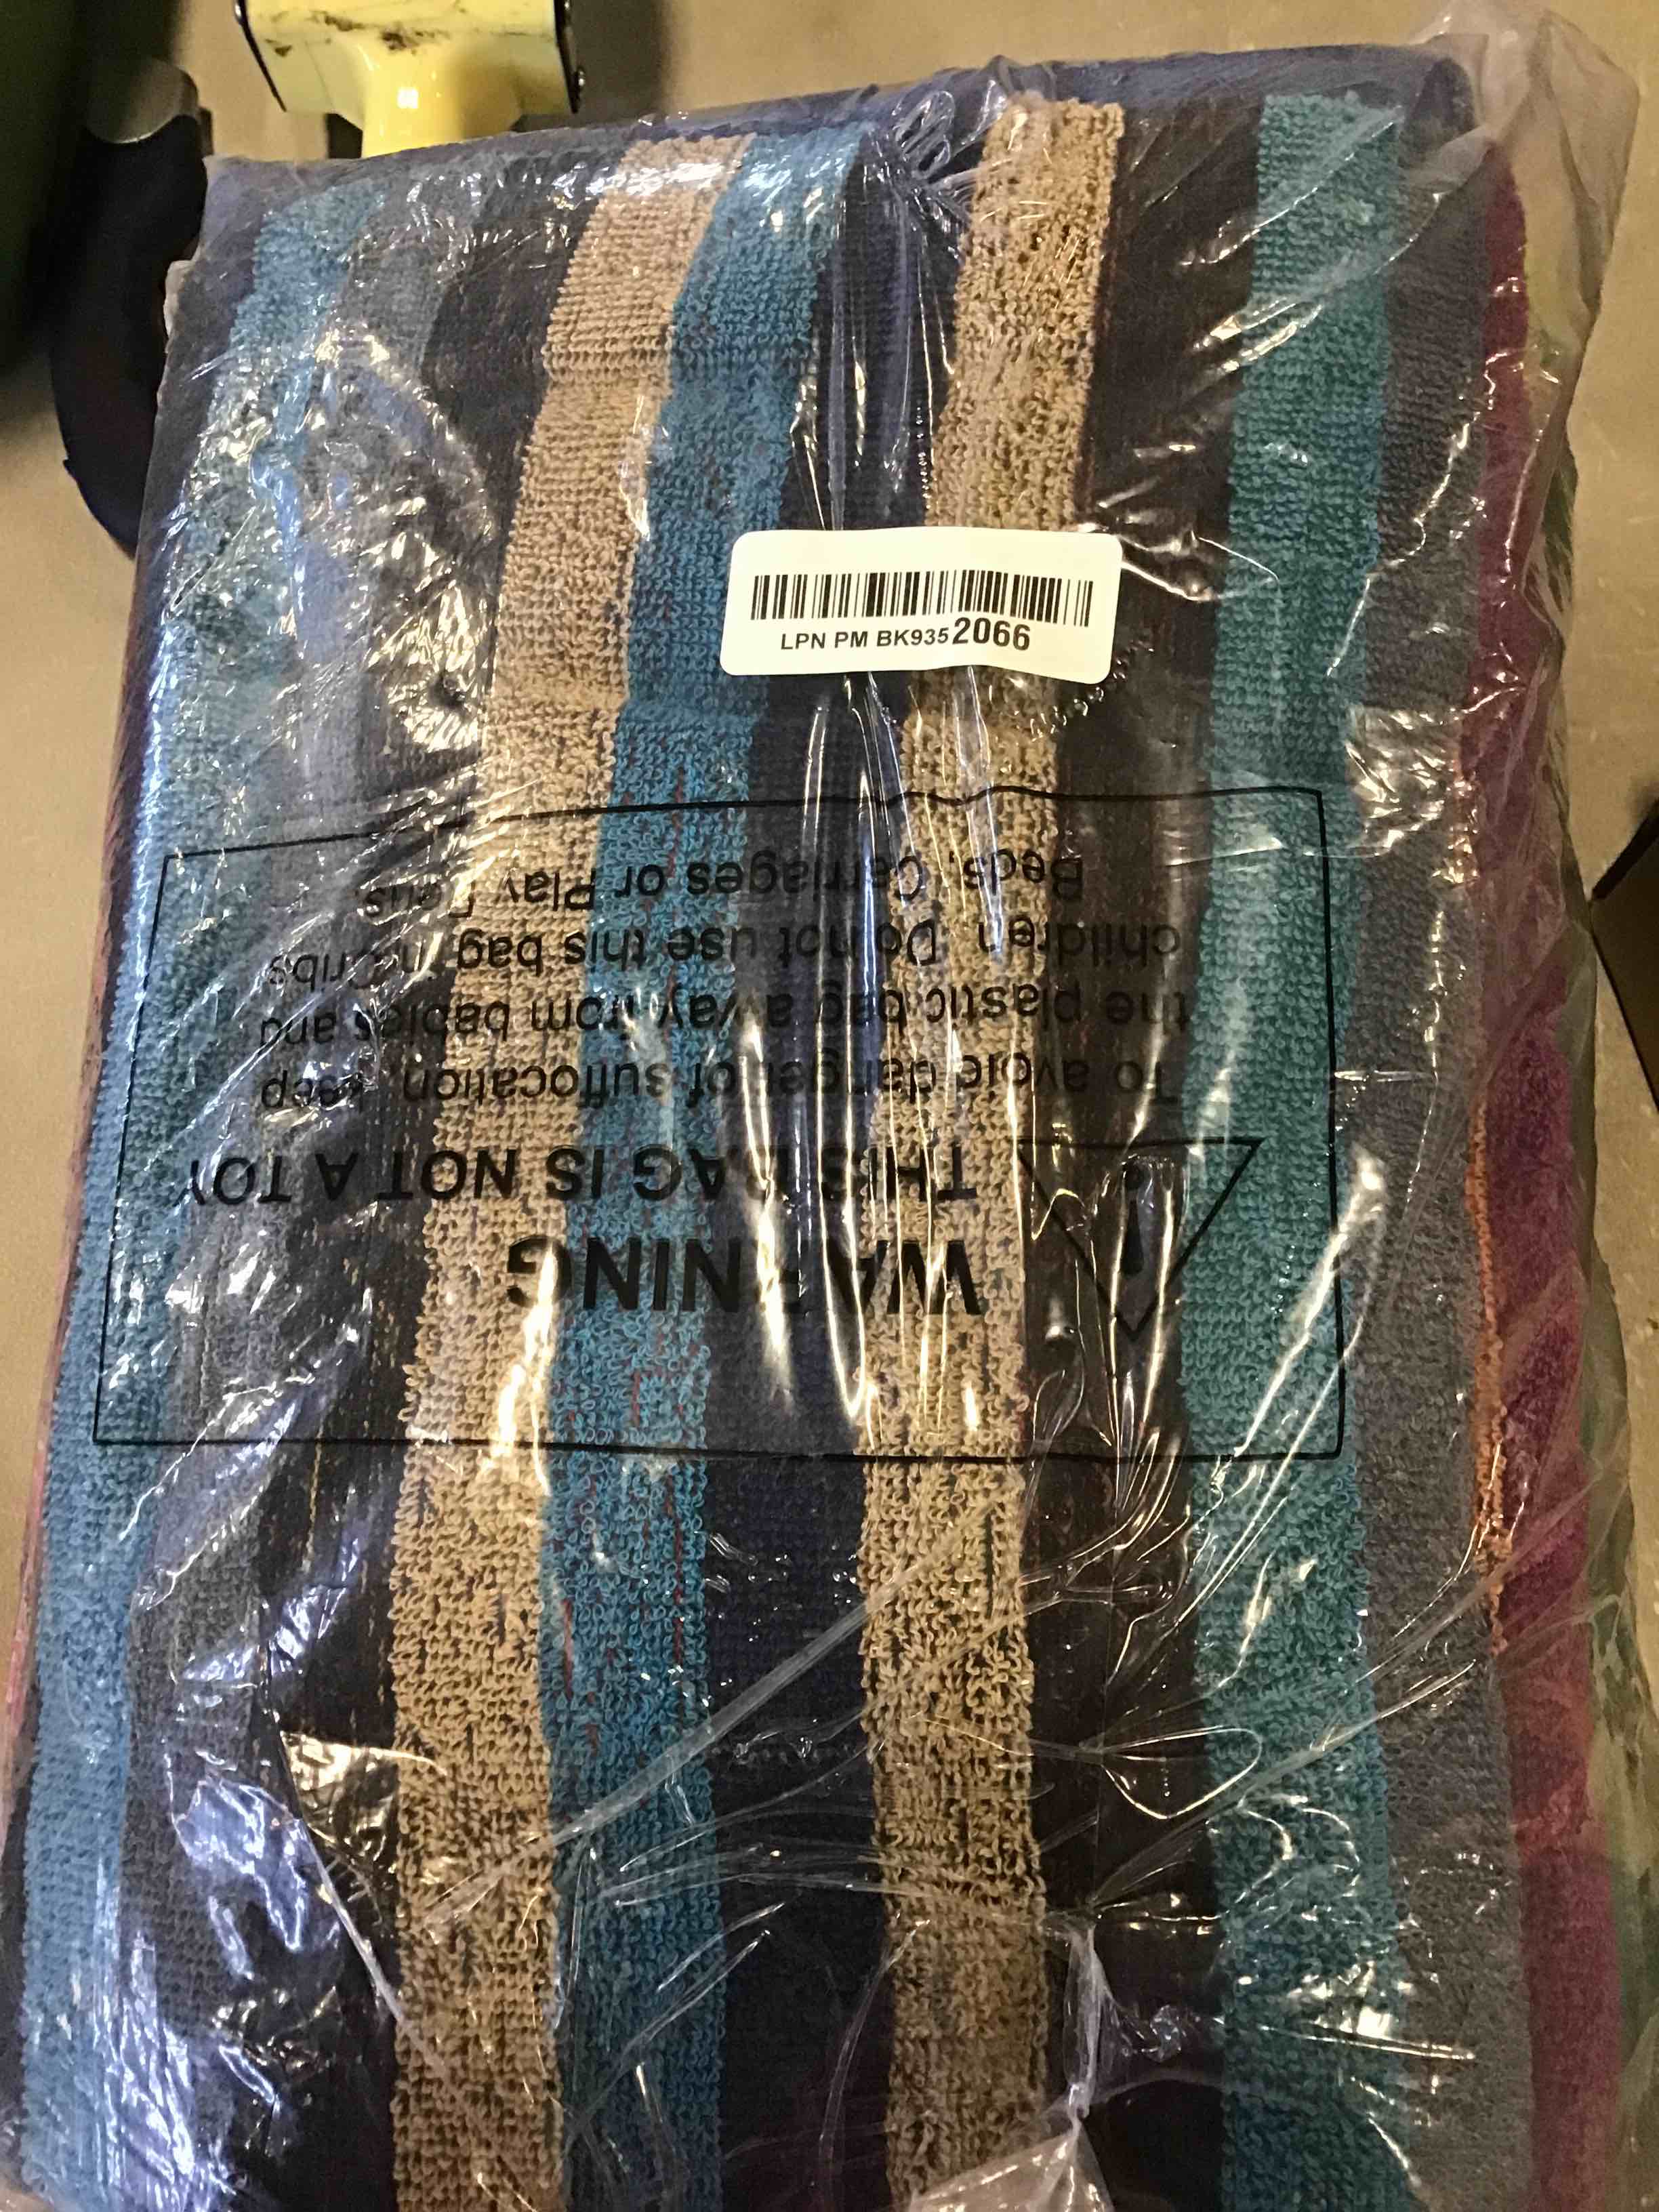 LPN PM BK9352066
WARNING
THIS BAG IS NOT A TOY
To avoid danger of suffocation, keep
the plastic bag away from babies and
children. Do not use this bag in Cribs
Beds, Carriages or Play Pens